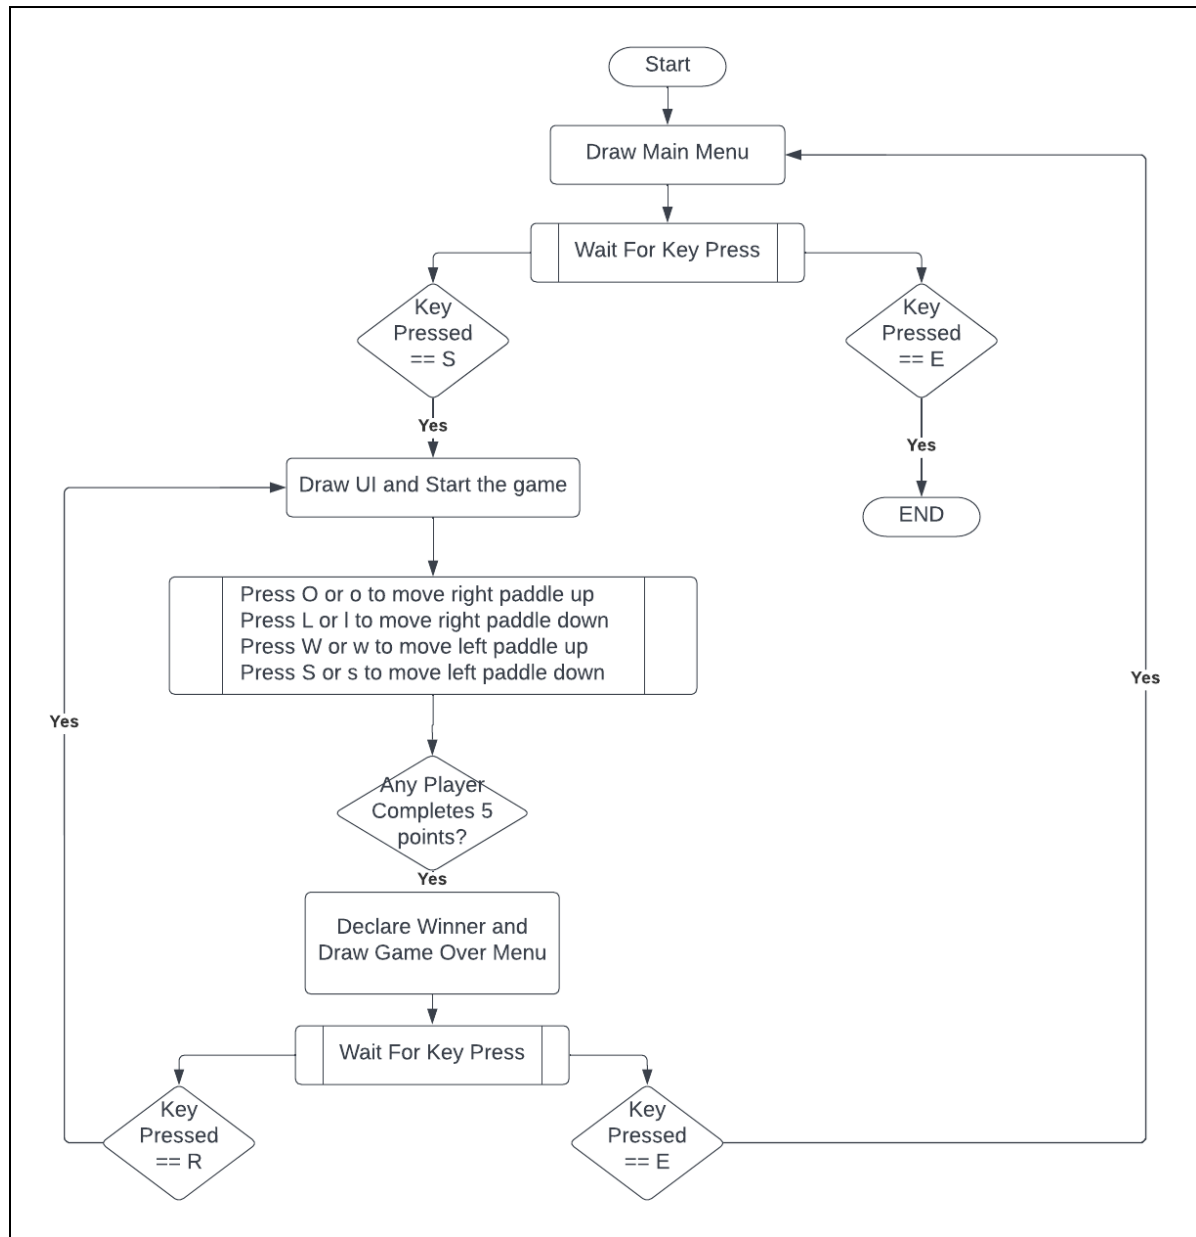 Start
Draw Main Menu
Wait For Key Press
Key
Pressed
== S
Key
Pressed
== E
Yes
Yes
Draw UI and Start the game
END
Press O or o to move right paddle up
Press L or l to move right paddle down
Press W or w to move left paddle up
Press S or s to move left paddle down
Yes
Yes
Any Player
Completes 5
points?
Yes
Declare Winner and
Draw Game Over Menu
Wait For Key Press
Key
Pressed
== R
Key
Pressed
== E